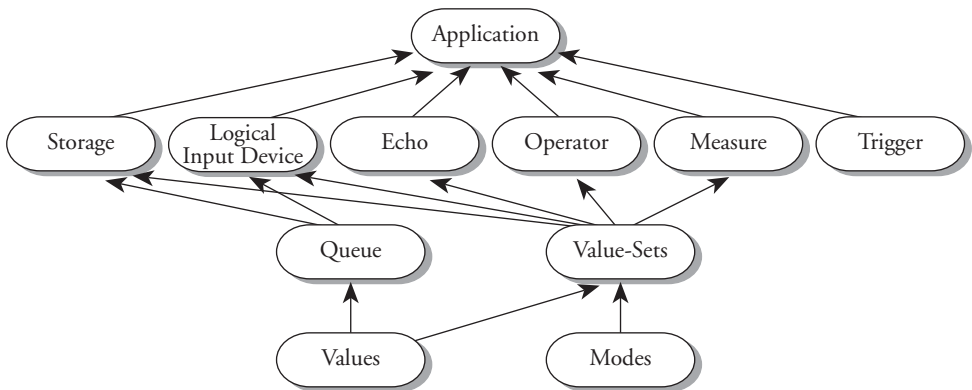 Application
Storage
Logical
Input Device
Echo
Operator
Measure
Trigger
Queue
Value-Sets
Values
Modes